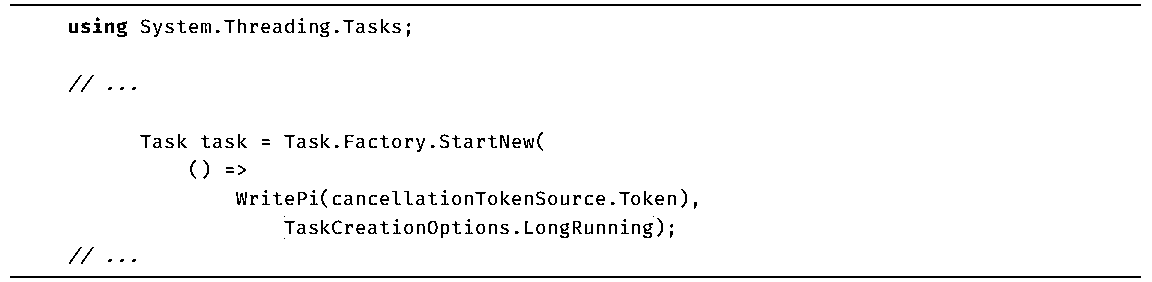 using System.Threading.Tasks;
// ...
Task task = Task.Factory.StartNew(
() =>
WritePi(cancellationTokenSource.Token),
TaskCreationOptions.LongRunning);
// ...